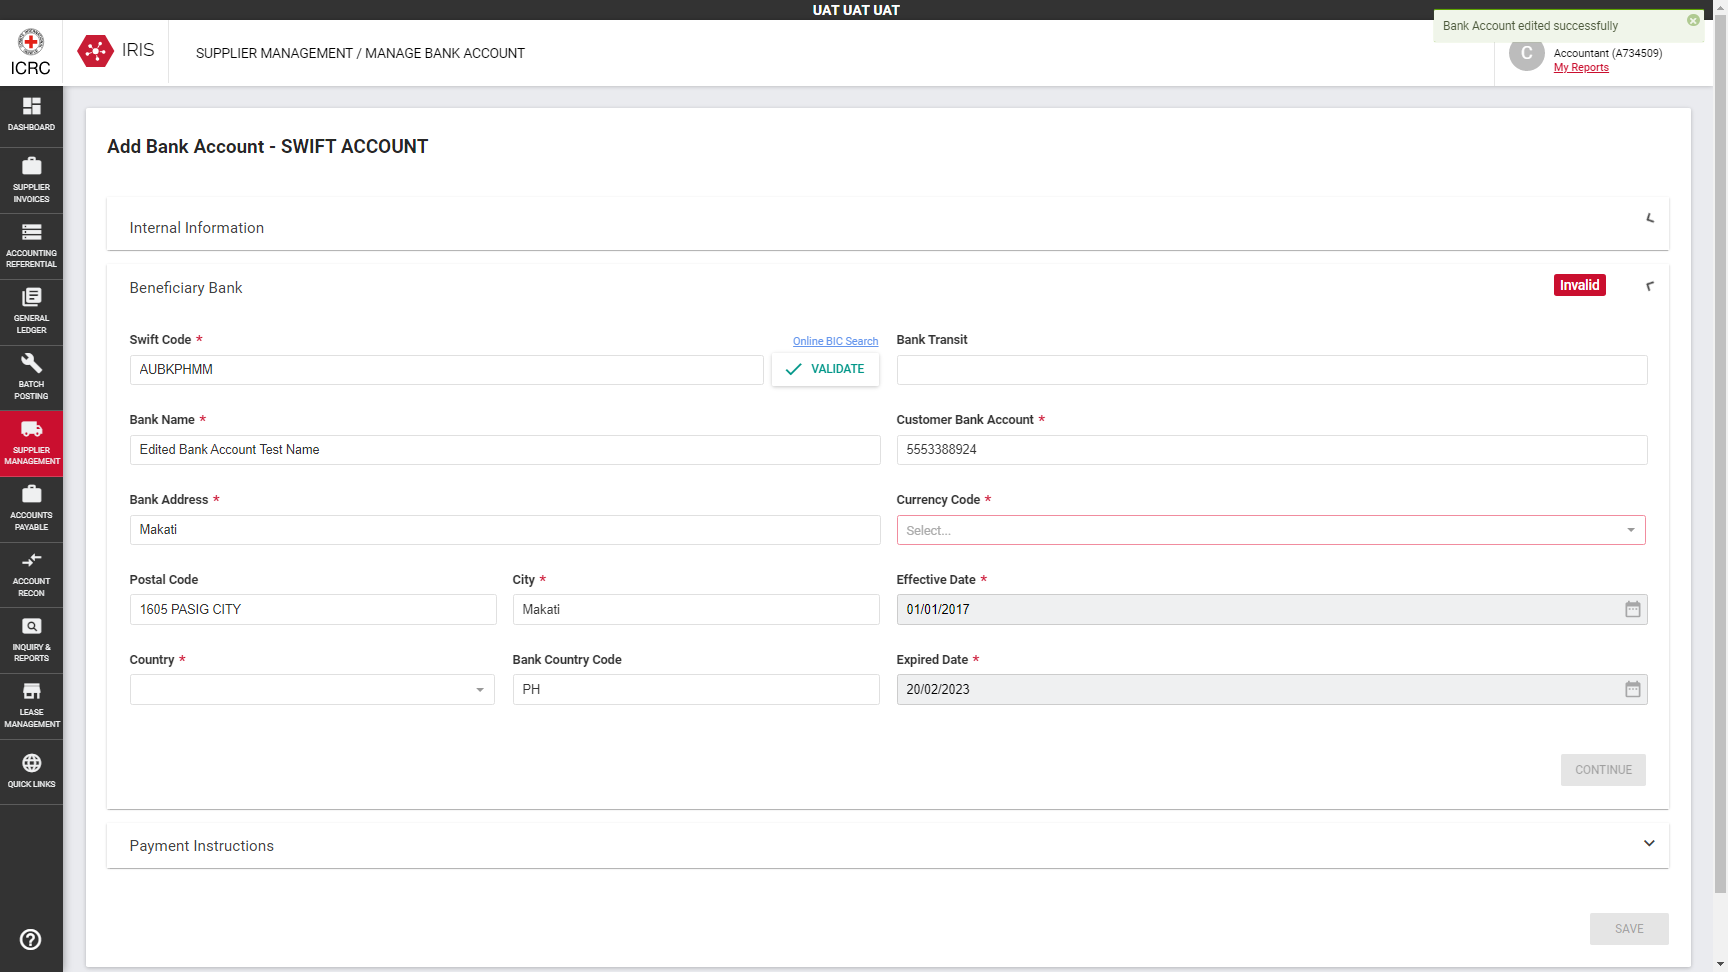 UAT UAT UAT
Bank Account edited successfully
ICRC
IRIS
SUPPLIER MANAGEMENT / MANAGE BANK ACCOUNT
C
Accountant (A734509)
My Reports
DASHBOARD
SUPPLIER
INVOICES
ACCOUNTING
REFERENTIAL
GENERAL
LEDGER
BATCH
POSTING
SUPPLIER
MANAGEMENT
ACCOUNTS
PAYABLE
ACCOUNT
RECON
INQUIRY &
REPORTS
LEASE
MANAGEMENT
QUICK LINKS
Add Bank Account - SWIFT ACCOUNT
Internal Information
Beneficiary Bank
Invalid
Swift Code *
Online BIC Search
Bank Transit
AUBKPHMM
VALIDATE
Bank Name *
Customer Bank Account *
Edited Bank Account Test Name
5553388924
Bank Address *
Currency Code *
Makati
Select...
Postal Code
City *
Effective Date *
1605 PASIG CITY
Makati
01/01/2017
Country *
Bank Country Code
Expired Date *
PH
20/02/2023
CONTINUE
Payment Instructions
SAVE